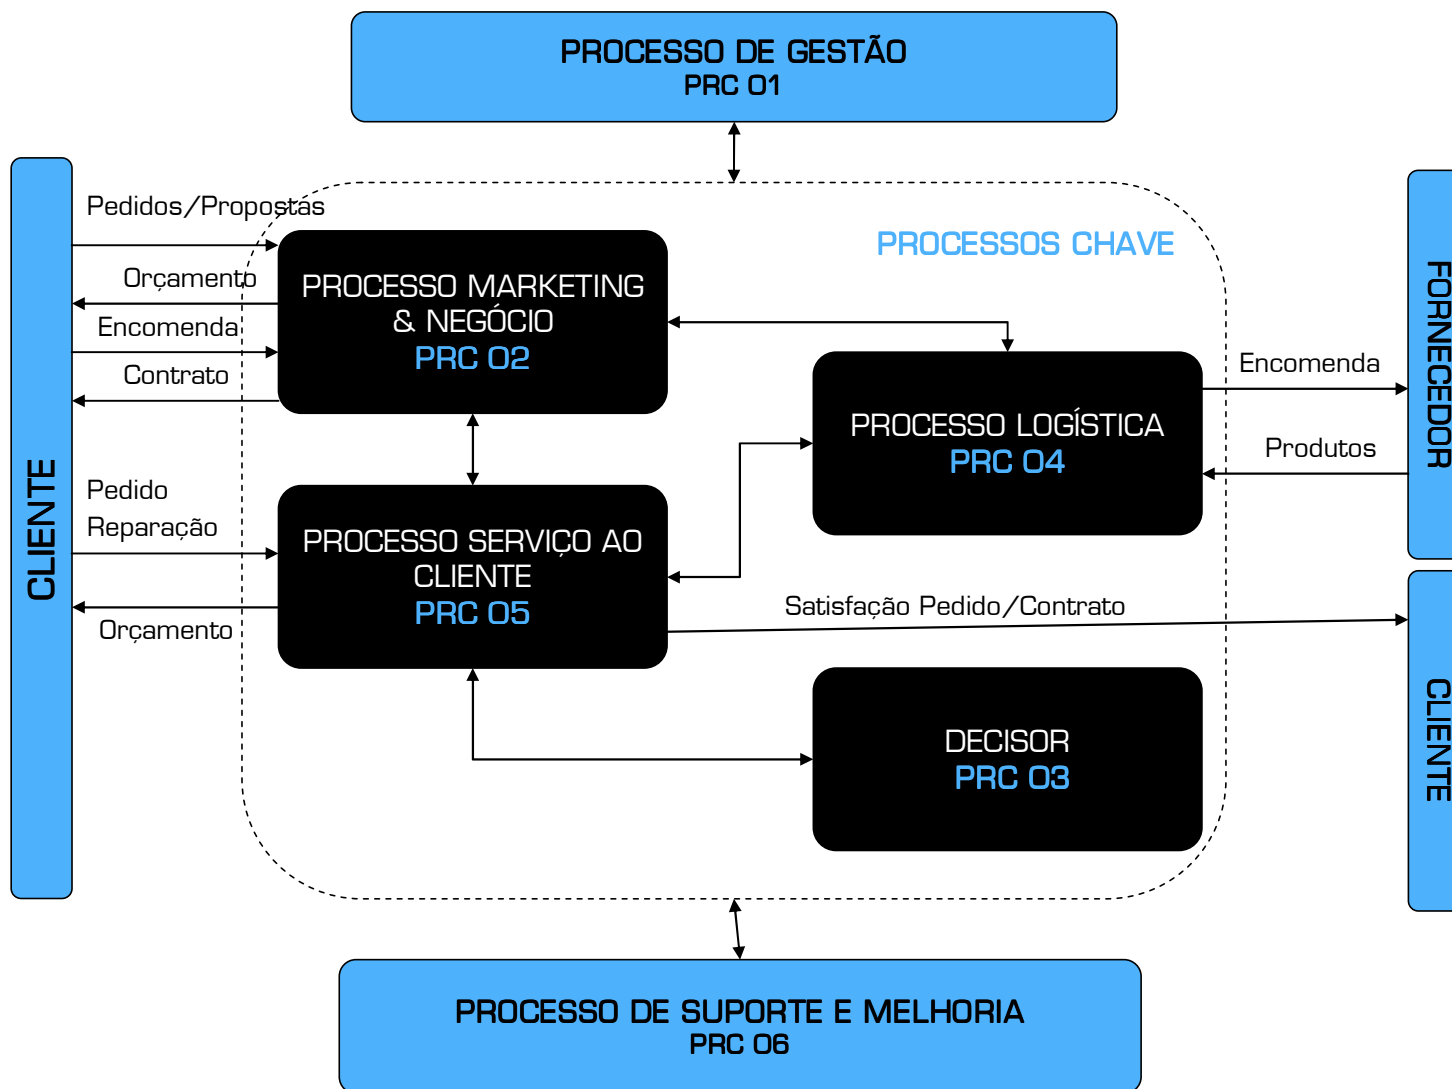 PROCESSO DE GESTÃO
PRC 01
CLIENTE
Pedidos/Propostas
Orçamento
Encomenda
Contrato
Pedido
Reparação
Orçamento
PROCESSOS CHAVE
PROCESSO MARKETING
& NEGÓCIO
PRC 02
PROCESSO LOGÍSTICA
PRC 04
PROCESSO SERVIÇO AO
CLIENTE
PRC 05
Satisfação Pedido/Contrato
DECISOR
PRC 03
Encomenda
Produtos
FORNECEDOR
CLIENTE
PROCESSO DE SUPORTE E MELHORIA
PRC 06